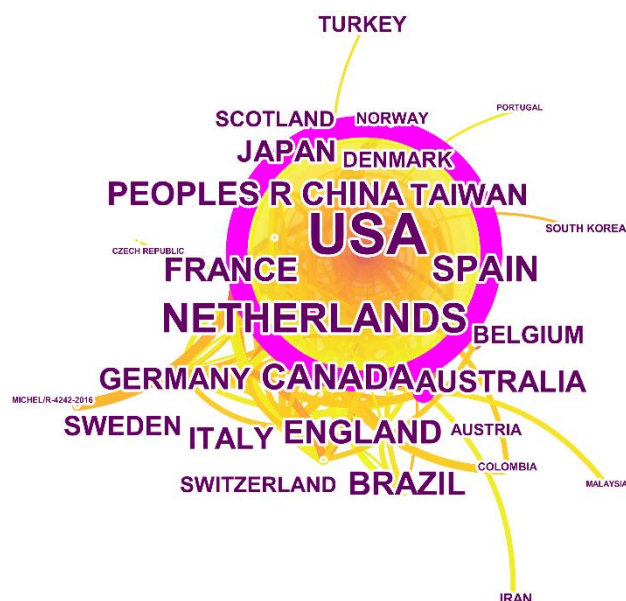 TURKEY
PORTUGAL
SCOTLAND
NORWAY
JAPAN
DENMARK
PEOPLES R CHINA
TAIWAN
USA
SOUTH KOREA
CZECH REPUBLIC
FRANCE
SPAIN
NETHERLANDS
BELGIUM
GERMANY
CANADA
AUSTRALIA
MICHEL/R-4242-2016
SWEDEN
ITALY
ENGLAND
AUSTRIA
COLOMBIA
SWITZERLAND
BRAZIL
MALAYSIA
IRAN